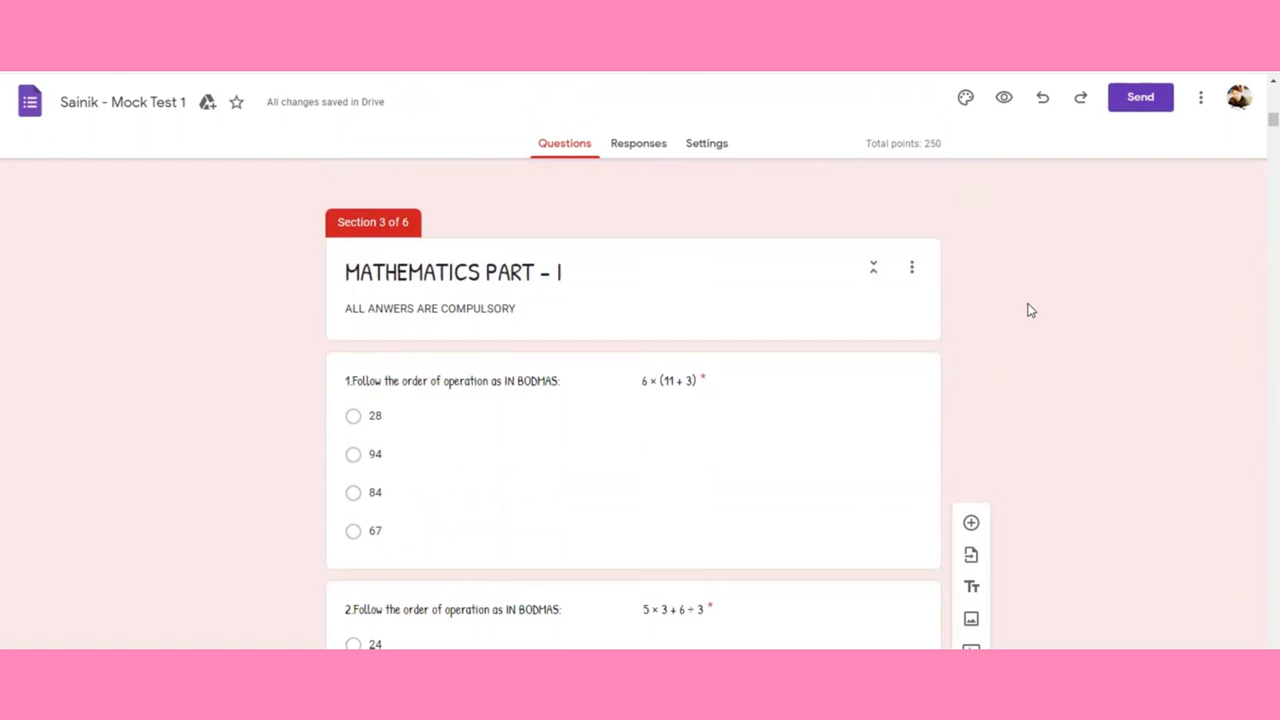 Sainik - Mock Test 1
All changes saved in Drive
Send
Questions
Responses
Settings
Total points: 250
Section 3 of 6
MATHEMATICS PART - I
ALL ANWERS ARE COMPULSORY
1.Follow the order of operation as IN BODMAS: 6 × (11 + 3) *
28
94
84
67
2.Follow the order of operation as IN BODMAS: 5 × 3 + 6 ÷ 3 *
24
Tт